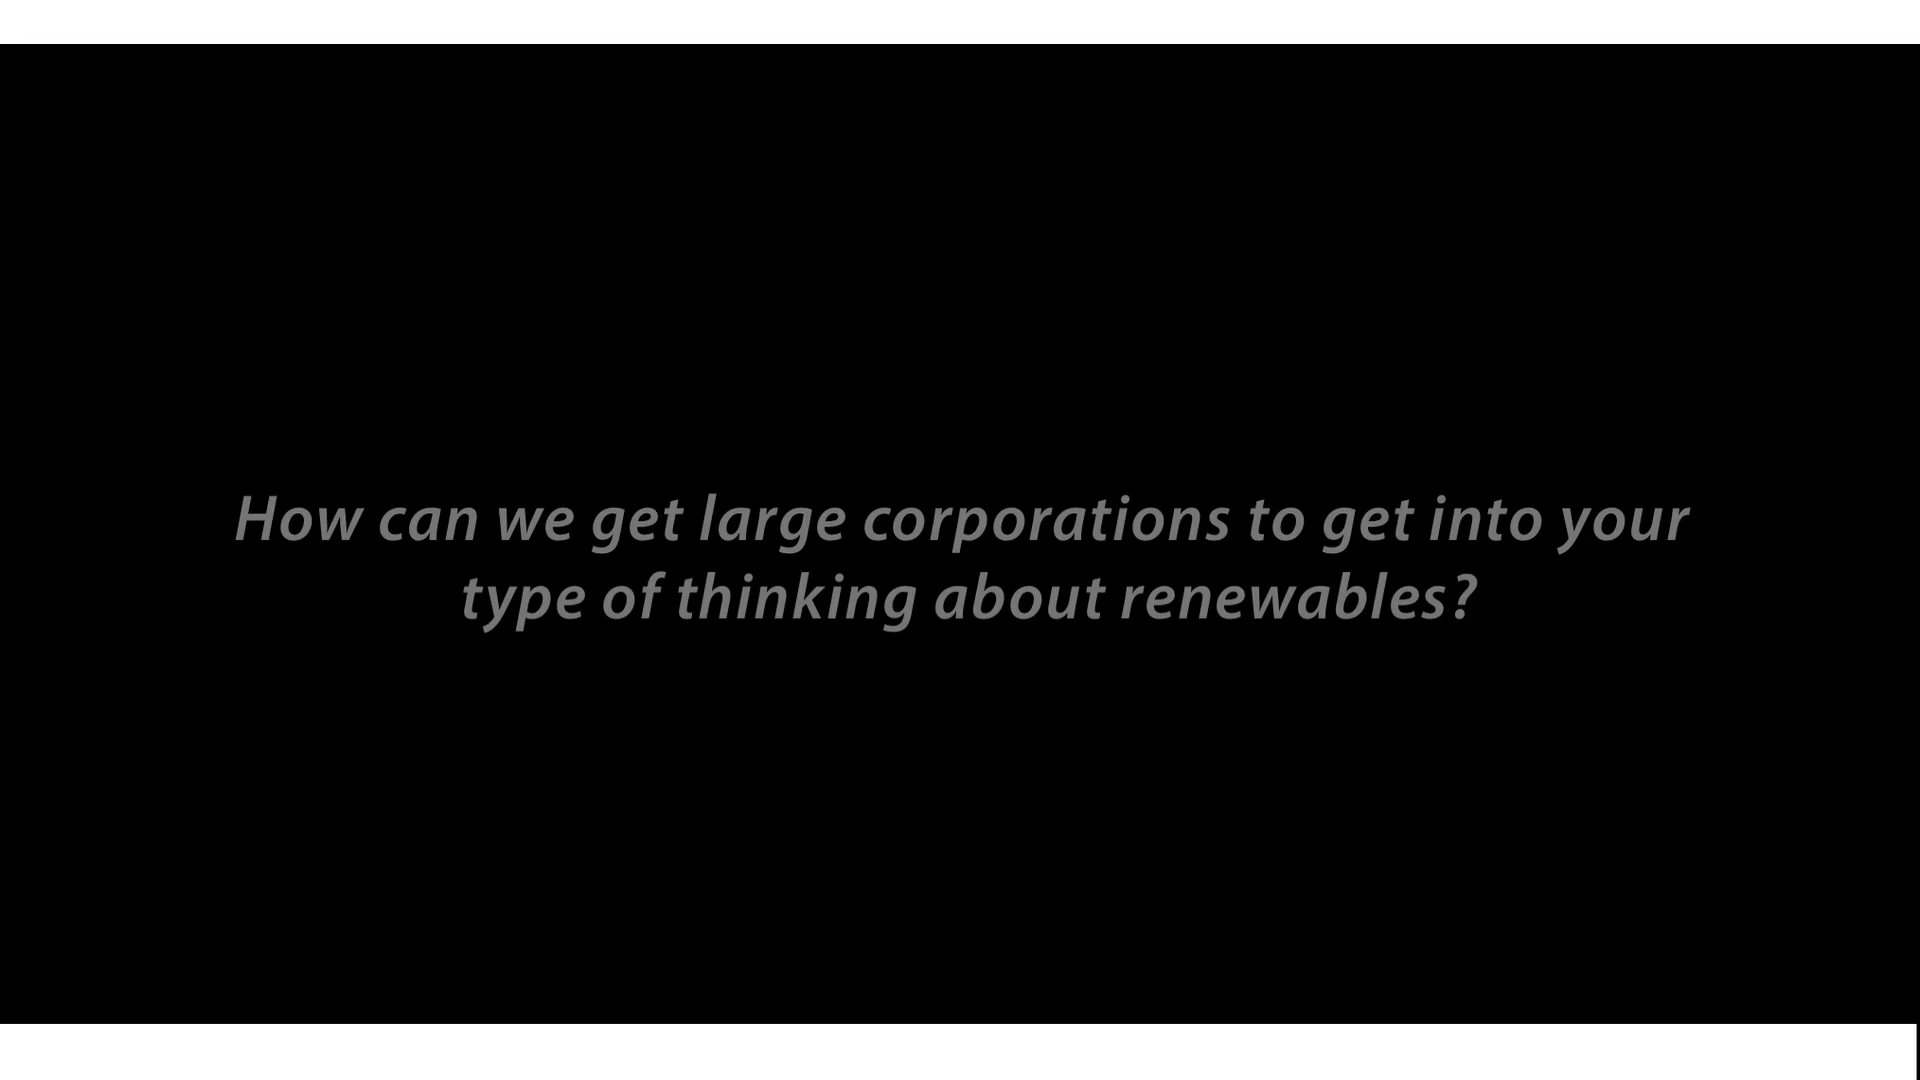 How can we get large corporations to get into your
type of thinking about renewables?